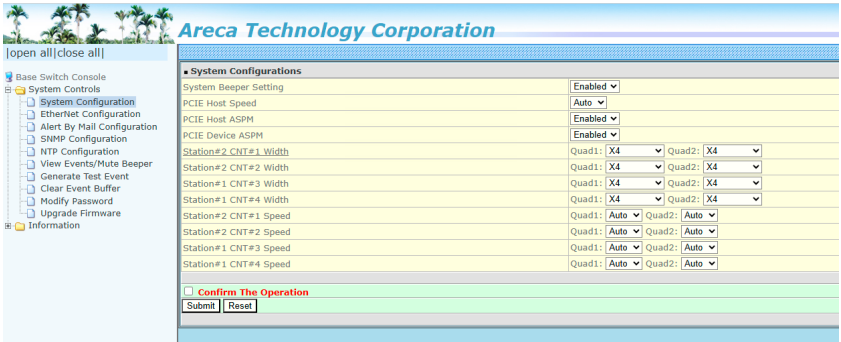 Areca Technology Corporation
|open all|close all|
Base Switch Console
System Controls
System Configuration
EtherNet Configuration
Alert By Mail Configuration
SNMP Configuration
NTP Configuration
View Events/Mute Beeper
Generate Test Event
Clear Event Buffer
Modify Password
Upgrade Firmware
Information
System Configurations
System Beeper Setting Enabled
PCIE Host Speed Auto
PCIE Host ASPM Enabled
PCIE Device ASPM Enabled
Station#2 CNT#1 Width Quad1: X4 Quad2: X4
Station#2 CNT#2 Width Quad1: X4 Quad2: X4
Station#1 CNT#3 Width Quad1: X4 Quad2: X4
Station#1 CNT#4 Width Quad1: X4 Quad2: X4
Station#2 CNT#1 Speed Quad1: Auto Quad2: Auto
Station#2 CNT#2 Speed Quad1: Auto Quad2: Auto
Station#1 CNT#3 Speed Quad1: Auto Quad2: Auto
Station#1 CNT#4 Speed Quad1: Auto Quad2: Auto
Confirm The Operation
Submit Reset